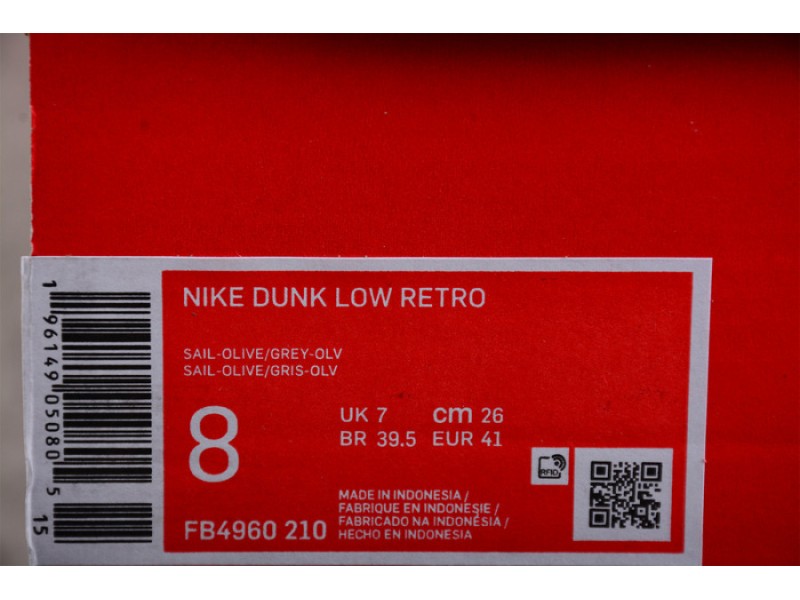 NIKE DUNK LOW RETRO
SAIL-OLIVE/GREY-OLV
SAIL-OLIVE/GRIS-OLV
8
UK 7 cm 26
BR 39.5 EUR 41
RFID
MADE IN INDONESIA /
FABRIQUE EN INDONESIE /
FABRICADO NA INDONÉSIA /
HECHO EN INDONESIA
FB4960 210
1 96149 05080 5
15